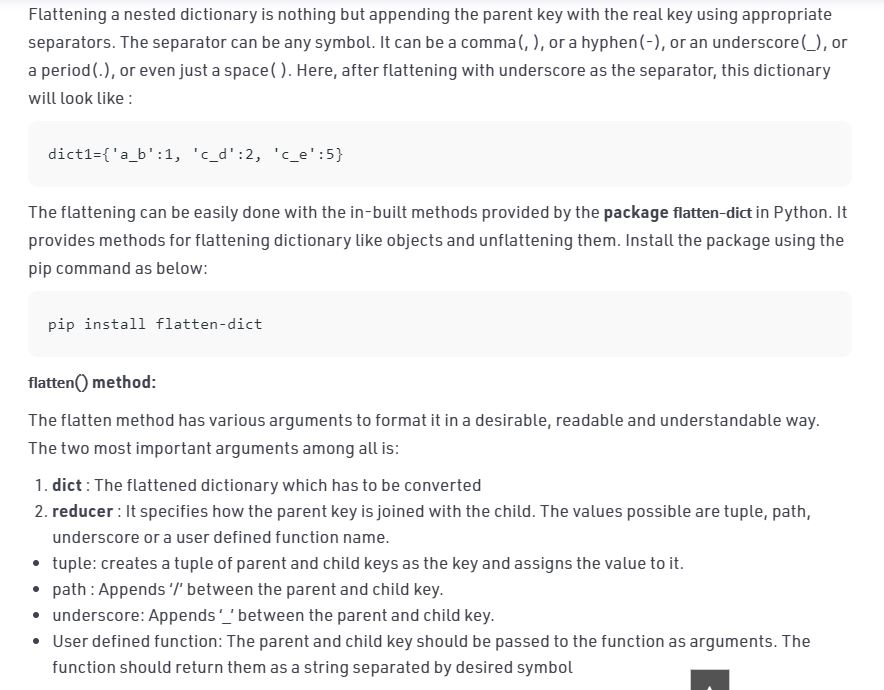 Flattening a nested dictionary is nothing but appending the parent key with the real key using appropriate
separators. The separator can be any symbol. It can be a comma(, ), or a hyphen(-), or an underscore(_), or
a period(.), or even just a space( ). Here, after flattening with underscore as the separator, this dictionary
will look like :
dict1={'a_b':1, 'c_d':2, 'c_e':5}
The flattening can be easily done with the in-built methods provided by the package flatten-dict in Python. It
provides methods for flattening dictionary like objects and unflattening them. Install the package using the
pip command as below:
pip install flatten-dict
flatten() method:
The flatten method has various arguments to format it in a desirable, readable and understandable way.
The two most important arguments among all is:
1. dict : The flattened dictionary which has to be converted
2. reducer : It specifies how the parent key is joined with the child. The values possible are tuple, path,
underscore or a user defined function name.
• tuple: creates a tuple of parent and child keys as the key and assigns the value to it.
• path : Appends '/' between the parent and child key.
• underscore: Appends '_' between the parent and child key.
• User defined function: The parent and child key should be passed to the function as arguments. The
function should return them as a string separated by desired symbol